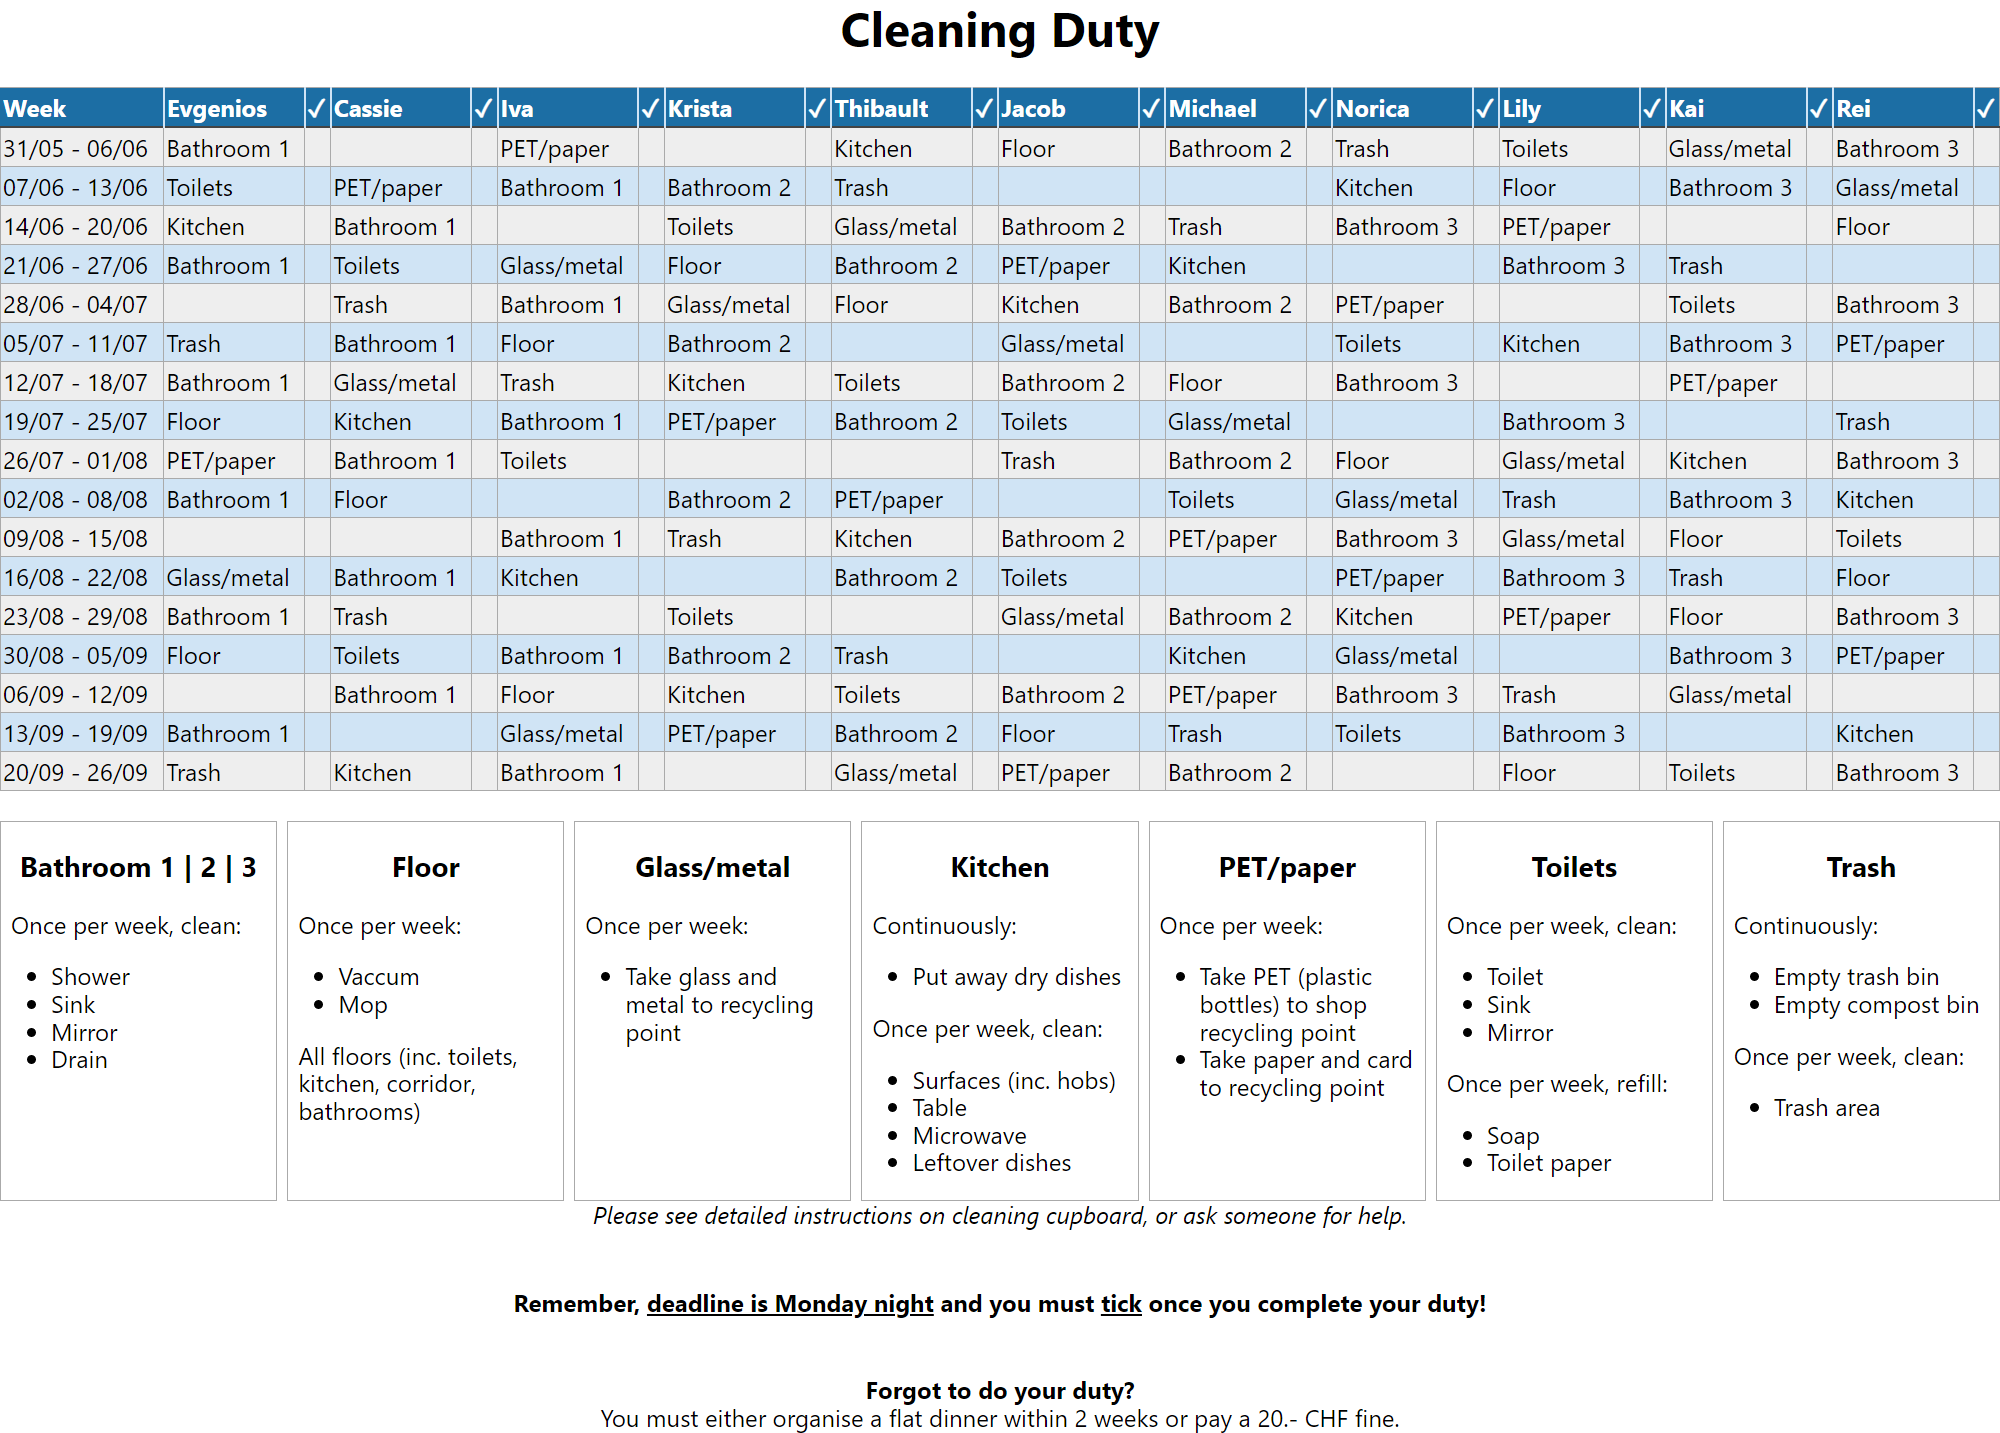 Cleaning Duty
Week Evgenios ✓ Cassie ✓ Iva ✓ Krista ✓ Thibault ✓ Jacob ✓ Michael ✓ Norica ✓ Lily ✓ Kai ✓ Rei ✓
31/05 - 06/06 Bathroom 1 PET/paper Kitchen Floor Bathroom 2 Trash Toilets Glass/metal Bathroom 3
07/06 - 13/06 Toilets PET/paper Bathroom 1 Bathroom 2 Trash Kitchen Floor Bathroom 3 Glass/metal
14/06 - 20/06 Kitchen Bathroom 1 Toilets Glass/metal Bathroom 2 Trash Bathroom 3 PET/paper Floor
21/06 - 27/06 Bathroom 1 Toilets Glass/metal Floor Bathroom 2 PET/paper Kitchen Bathroom 3 Trash
28/06 - 04/07 Trash Bathroom 1 Glass/metal Floor Kitchen Bathroom 2 PET/paper Toilets Bathroom 3
05/07 - 11/07 Trash Bathroom 1 Floor Bathroom 2 Glass/metal Toilets Kitchen Bathroom 3 PET/paper
12/07 - 18/07 Bathroom 1 Glass/metal Trash Kitchen Toilets Bathroom 2 Floor Bathroom 3 PET/paper
19/07 - 25/07 Floor Kitchen Bathroom 1 PET/paper Bathroom 2 Toilets Glass/metal Bathroom 3 Trash
26/07 - 01/08 PET/paper Bathroom 1 Toilets Trash Bathroom 2 Floor Glass/metal Kitchen Bathroom 3
02/08 - 08/08 Bathroom 1 Floor Bathroom 2 PET/paper Toilets Glass/metal Trash Bathroom 3 Kitchen
09/08 - 15/08 Bathroom 1 Trash Kitchen Bathroom 2 PET/paper Bathroom 3 Glass/metal Floor Toilets
16/08 - 22/08 Glass/metal Bathroom 1 Kitchen Bathroom 2 Toilets PET/paper Bathroom 3 Trash Floor
23/08 - 29/08 Bathroom 1 Trash Toilets Glass/metal Bathroom 2 Kitchen PET/paper Floor Bathroom 3
30/08 - 05/09 Floor Toilets Bathroom 1 Bathroom 2 Trash Kitchen Glass/metal Bathroom 3 PET/paper
06/09 - 12/09 Bathroom 1 Floor Kitchen Toilets Bathroom 2 PET/paper Bathroom 3 Trash Glass/metal
13/09 - 19/09 Bathroom 1 Glass/metal PET/paper Bathroom 2 Floor Trash Toilets Bathroom 3 Kitchen
20/09 - 26/09 Trash Kitchen Bathroom 1 Glass/metal PET/paper Bathroom 2 Floor Toilets Bathroom 3
Bathroom 1 | 2 | 3
Once per week, clean:
• Shower
• Sink
• Mirror
• Drain
Floor
Once per week:
• Vaccum
• Mop
All floors (inc. toilets,
kitchen, corridor,
bathrooms)
Glass/metal
Once per week:
• Take glass and
metal to recycling
point
Kitchen
Continuously:
• Put away dry dishes
Once per week, clean:
• Surfaces (inc. hobs)
• Table
• Microwave
• Leftover dishes
PET/paper
Once per week:
• Take PET (plastic
bottles) to shop
recycling point
• Take paper and card
to recycling point
Toilets
Once per week, clean:
• Toilet
• Sink
• Mirror
Once per week, refill:
• Soap
• Toilet paper
Trash
Continuously:
• Empty trash bin
• Empty compost bin
Once per week, clean:
• Trash area
Please see detailed instructions on cleaning cupboard, or ask someone for help.
Remember, deadline is Monday night and you must tick once you complete your duty!
Forgot to do your duty?
You must either organise a flat dinner within 2 weeks or pay a 20.- CHF fine.